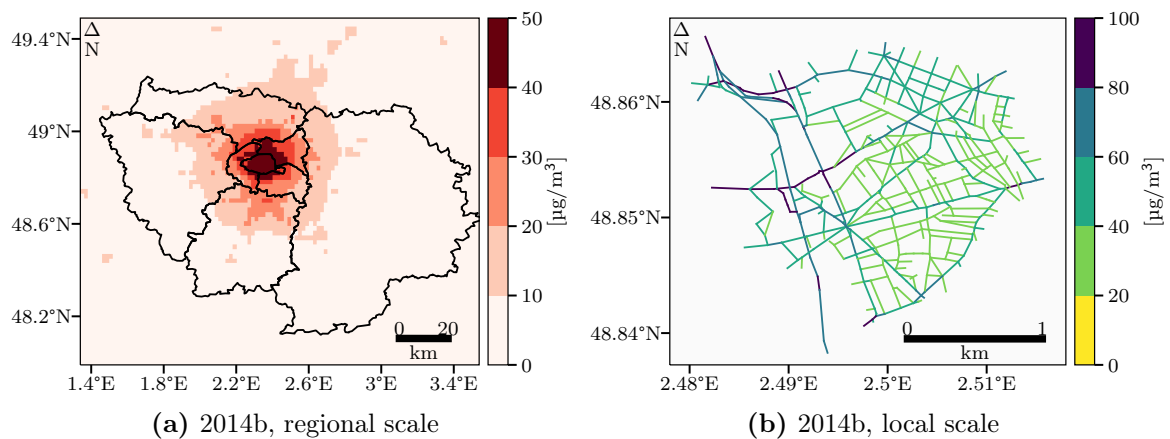 Δ
N
49.4°N
49°N
48.6°N
48.2°N
1.4°E 1.8°E 2.2°E 2.6°E 3°E 3.4°E
0 20
km
50
40
30
20
10
0
[µg/m³]
(a) 2014b, regional scale
Δ
N
48.86°N
48.85°N
48.84°N
2.48°E 2.49°E 2.5°E 2.51°E
0 1
km
100
80
60
40
20
0
[µg/m³]
(b) 2014b, local scale